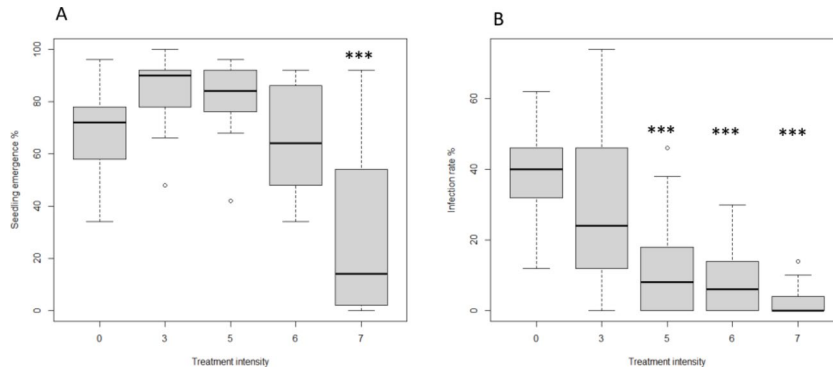 A
***
Seedling emergence %
100
80
60
40
20
0
0 3 5 6 7
Treatment intensity
B
*** *** ***
Infection rate %
60
40
20
0
0 3 5 6 7
Treatment intensity